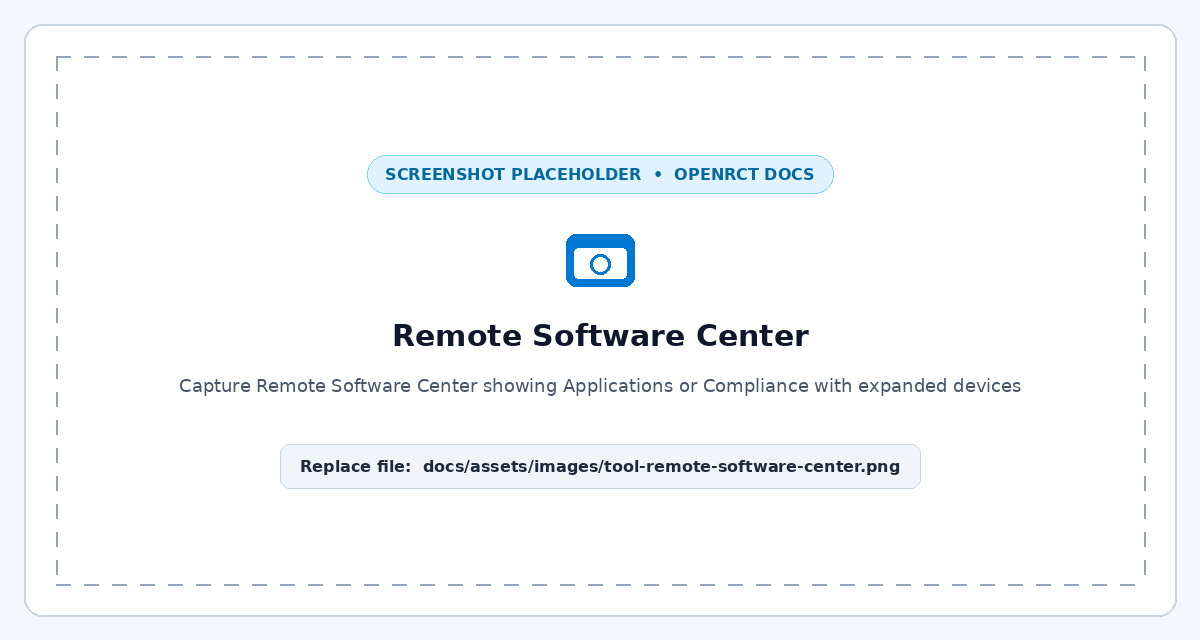 SCREENSHOT PLACEHOLDER • OPENRCT DOCS
Remote Software Center
Capture Remote Software Center showing Applications or Compliance with expanded devices
Replace file: docs/assets/images/tool-remote-software-center.png